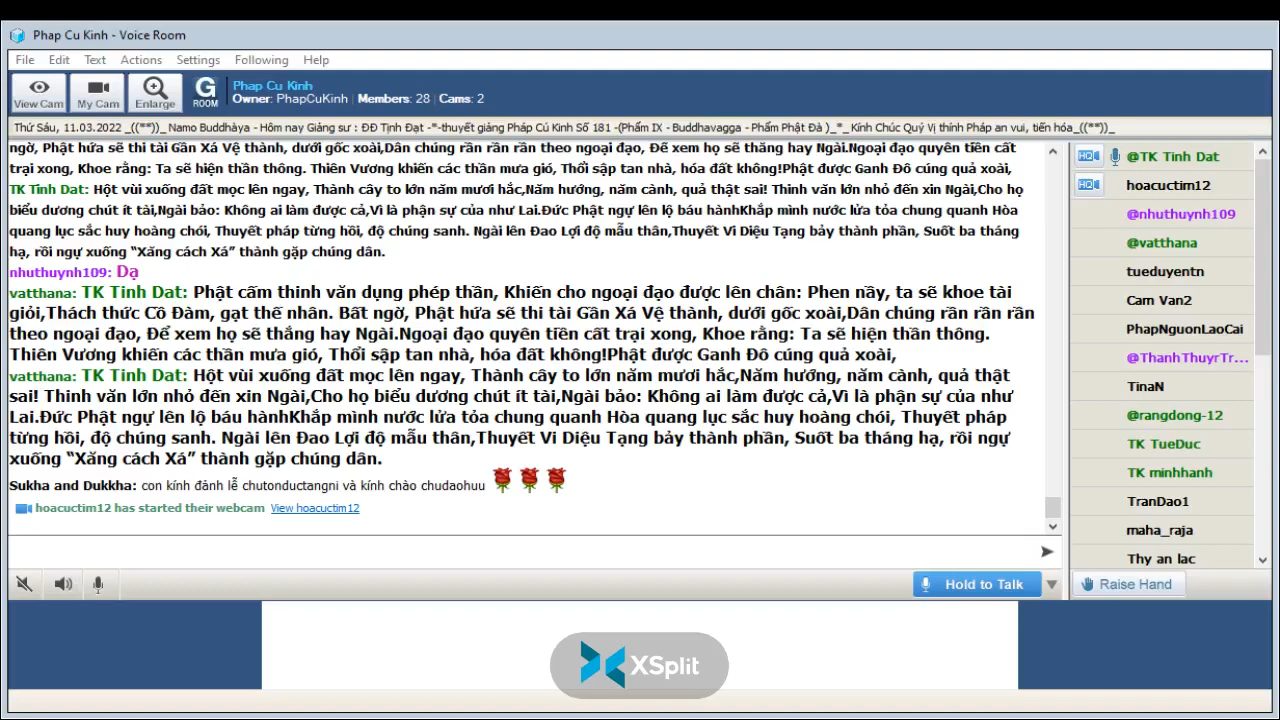 Phap Cu Kinh - Voice Room
File Edit Text Actions Settings Following Help
View Cam My Cam Enlarge G ROOM
Phap Cu Kinh
Owner: PhapCuKinh | Members: 28 | Cams: 2
Thứ Sáu, 11.03.2022 _((**))_ Namo Buddhàya - Hôm nay Giảng sư : ĐĐ Tịnh Đạt -*-thuyết giảng Pháp Cú Kinh Số 181 -(Phẩm IX - Buddhavagga - Phẩm Phật Đà )_*_ Kính Chúc Quý Vị thính Pháp an vui, tiến hóa_((**))_
ngờ, Phật hứa sẽ thi tài Gần Xá Vệ thành, dưới gốc xoài,Dân chúng rần rần rần theo ngoại đạo, Để xem họ sẽ thắng hay Ngài.Ngoại đạo quyên tiền cất
trại xong, Khoe rằng: Ta sẽ hiện thần thông. Thiên Vương khiến các thần mưa gió, Thổi sập tan nhà, hóa đất không!Phật được Ganh Đô cúng quả xoài,
TK Tinh Dat: Hột vùi xuống đất mọc lên ngay, Thành cây to lớn năm mươi hắc,Năm hướng, năm cành, quả thật sai! Thinh văn lớn nhỏ đến xin Ngài,Cho họ
biểu dương chút ít tài,Ngài bảo: Không ai làm được cả,Vì là phận sự của như Lai.Đức Phật ngự lên lộ báu hànhKhắp mình nước lửa tỏa chung quanh Hòa
quang lục sắc huy hoàng chói, Thuyết pháp từng hồi, độ chúng sanh. Ngài lên Đao Lợi độ mẫu thân,Thuyết Vi Diệu Tạng bảy thành phần, Suốt ba tháng
hạ, rồi ngự xuống “Xăng cách Xá” thành gặp chúng dân.
nhuthuynh109: Dạ
vatthana: TK Tinh Dat: Phật cấm thinh văn dụng phép thần, Khiến cho ngoại đạo được lên chân: Phen nầy, ta sẽ khoe tài
giỏi,Thách thức Cồ Đàm, gạt thế nhân. Bất ngờ, Phật hứa sẽ thi tài Gần Xá Vệ thành, dưới gốc xoài,Dân chúng rần rần rần
theo ngoại đạo, Để xem họ sẽ thắng hay Ngài.Ngoại đạo quyên tiền cất trại xong, Khoe rằng: Ta sẽ hiện thần thông.
Thiên Vương khiến các thần mưa gió, Thổi sập tan nhà, hóa đất không!Phật được Ganh Đô cúng quả xoài,
vatthana: TK Tinh Dat: Hột vùi xuống đất mọc lên ngay, Thành cây to lớn năm mươi hắc,Năm hướng, năm cành, quả thật
sai! Thinh văn lớn nhỏ đến xin Ngài,Cho họ biểu dương chút ít tài,Ngài bảo: Không ai làm được cả,Vì là phận sự của như
Lai.Đức Phật ngự lên lộ báu hànhKhắp mình nước lửa tỏa chung quanh Hòa quang lục sắc huy hoàng chói, Thuyết pháp
từng hồi, độ chúng sanh. Ngài lên Đao Lợi độ mẫu thân,Thuyết Vi Diệu Tạng bảy thành phần, Suốt ba tháng hạ, rồi ngự
xuống “Xăng cách Xá” thành gặp chúng dân.
Sukha and Dukkha: con kính đảnh lễ chutonductangni và kính chào chudaohuu
hoacuctim12 has started their webcam View hoacuctim12
HQ @TK Tinh Dat
HQ hoacuctim12
@nhuthuynh109
@vatthana
tueduyentn
Cam Van2
PhapNguonLaoCai
@ThanhThuyrTr...
TinaN
@rangdong-12
TK TueDuc
TK minhhanh
TranDao1
maha_raja
Thy an lac
Hold to Talk
Raise Hand
XSplit